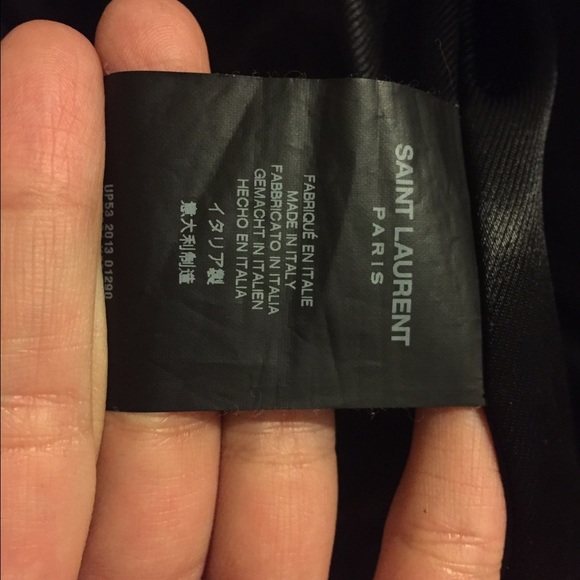 SAINT LAURENT
PARIS
FABRIQUÉ EN ITALIE
MADE IN ITALY
FABBRICATO IN ITALIA
GEMACHT IN ITALIEN
HECHO EN ITALIA
イタリア製
意大利制造
UP53 2013 01290